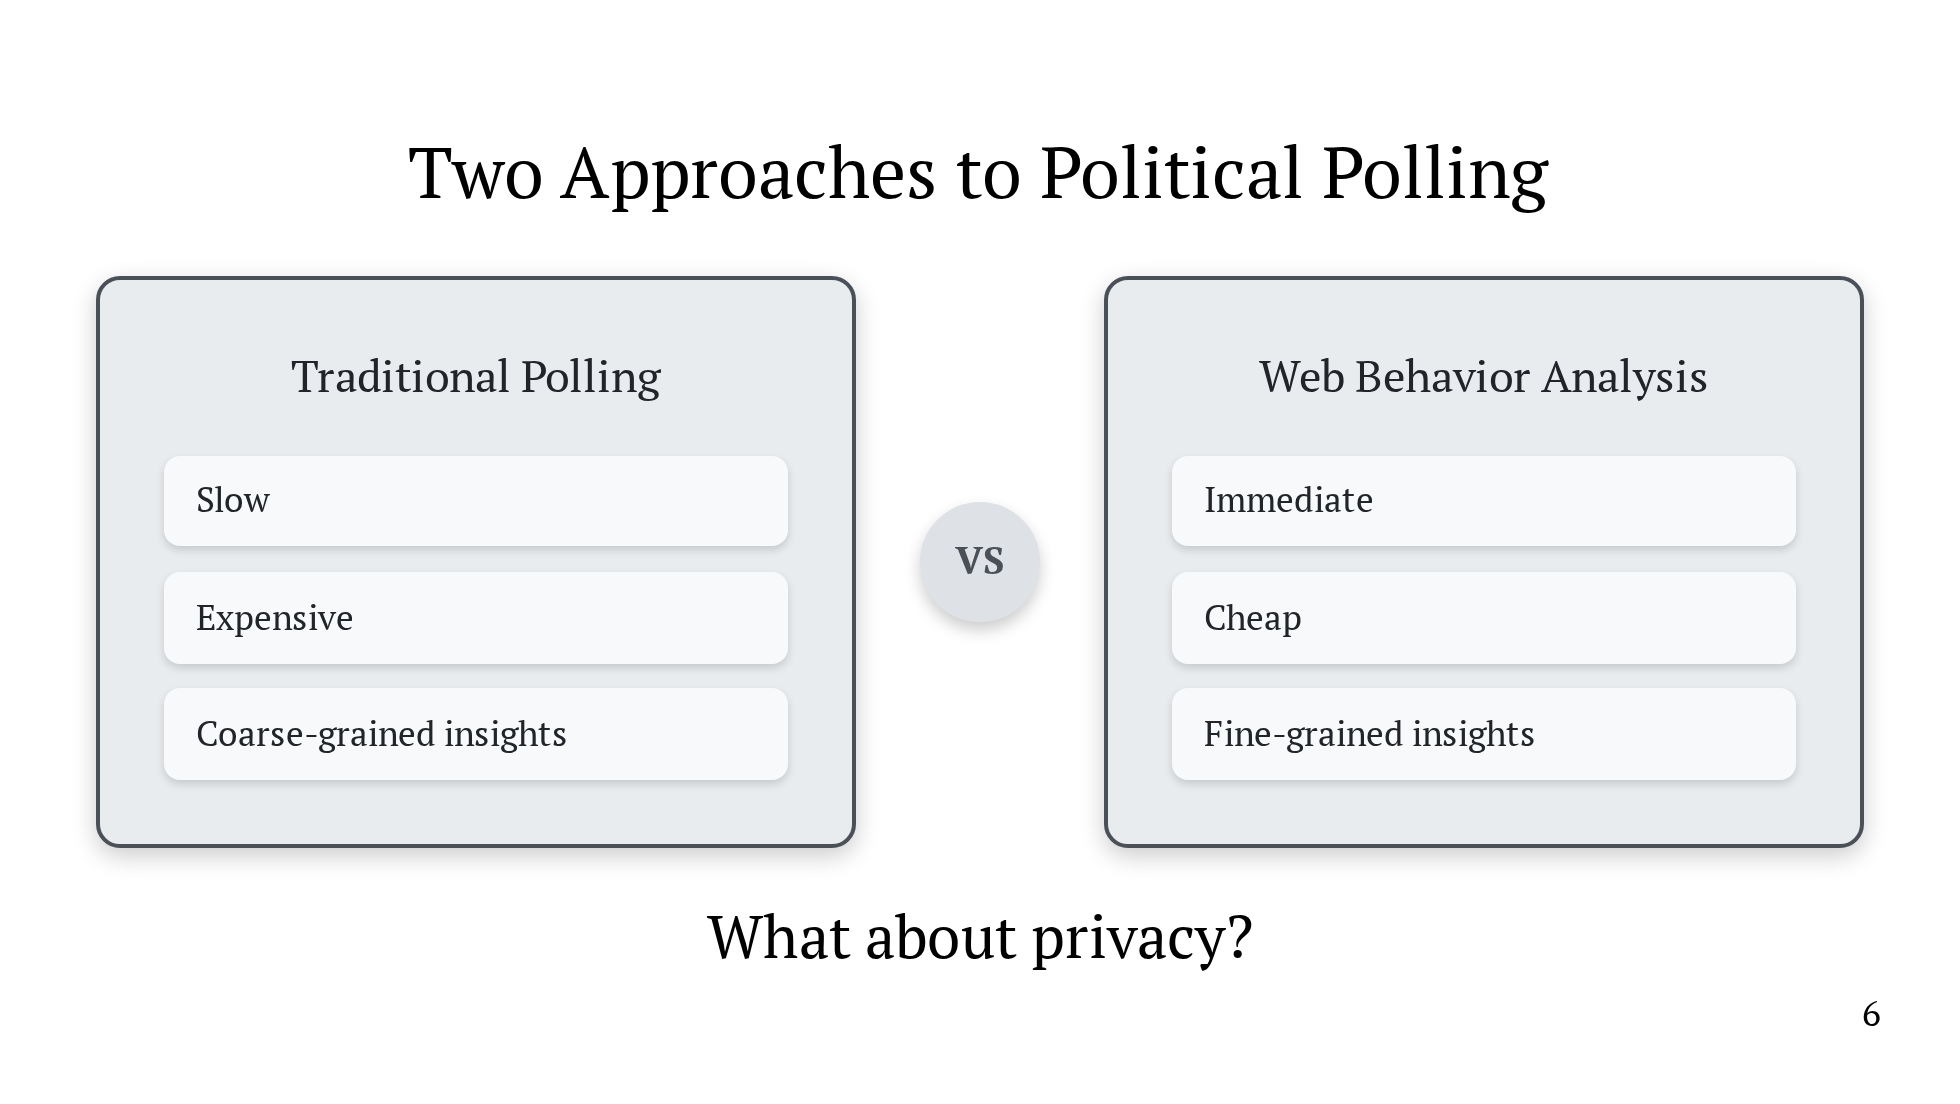 Two Approaches to Political Polling
Traditional Polling
Slow
Expensive
Coarse-grained insights
VS
Web Behavior Analysis
Immediate
Cheap
Fine-grained insights
What about privacy?
6